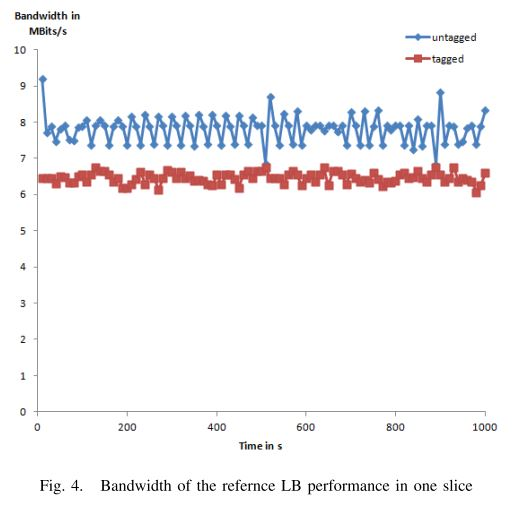 Bandwidth in
MBits/s
untagged
tagged
10
9
8
7
6
5
4
3
2
1
0
0 200 400 600 800 1000
Time in s
Fig. 4. Bandwidth of the refernce LB performance in one slice